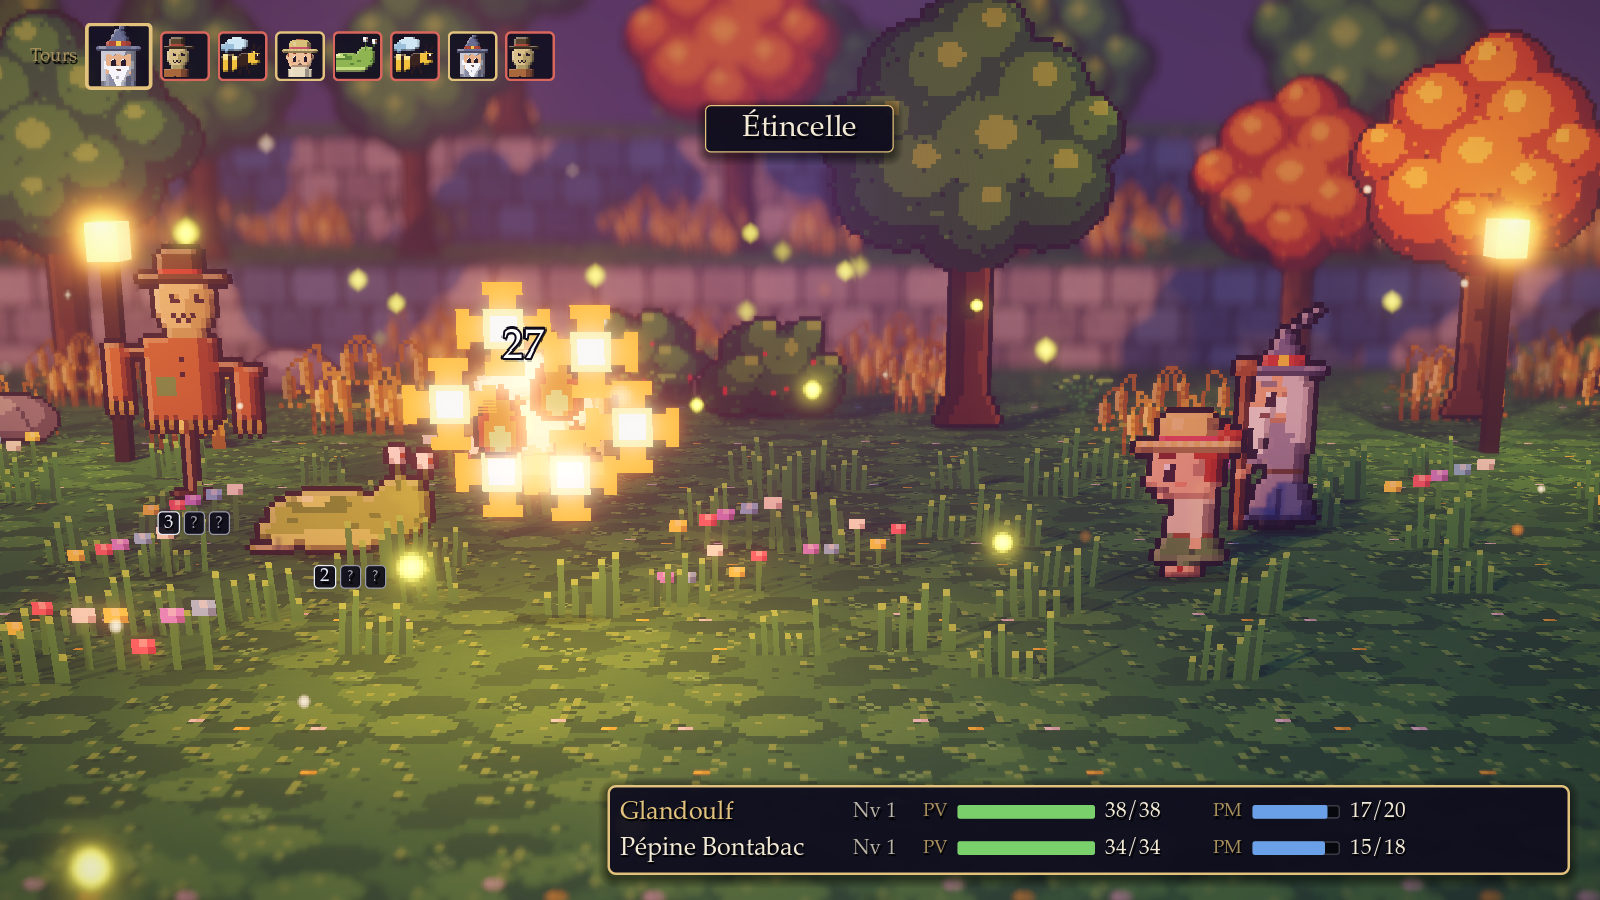 Tours
Étincelle
27
3 ? ?
2 ? ?
Glandoulf Nv 1 PV 38/38 PM 17/20
Pépine Bontabac Nv 1 PV 34/34 PM 15/18